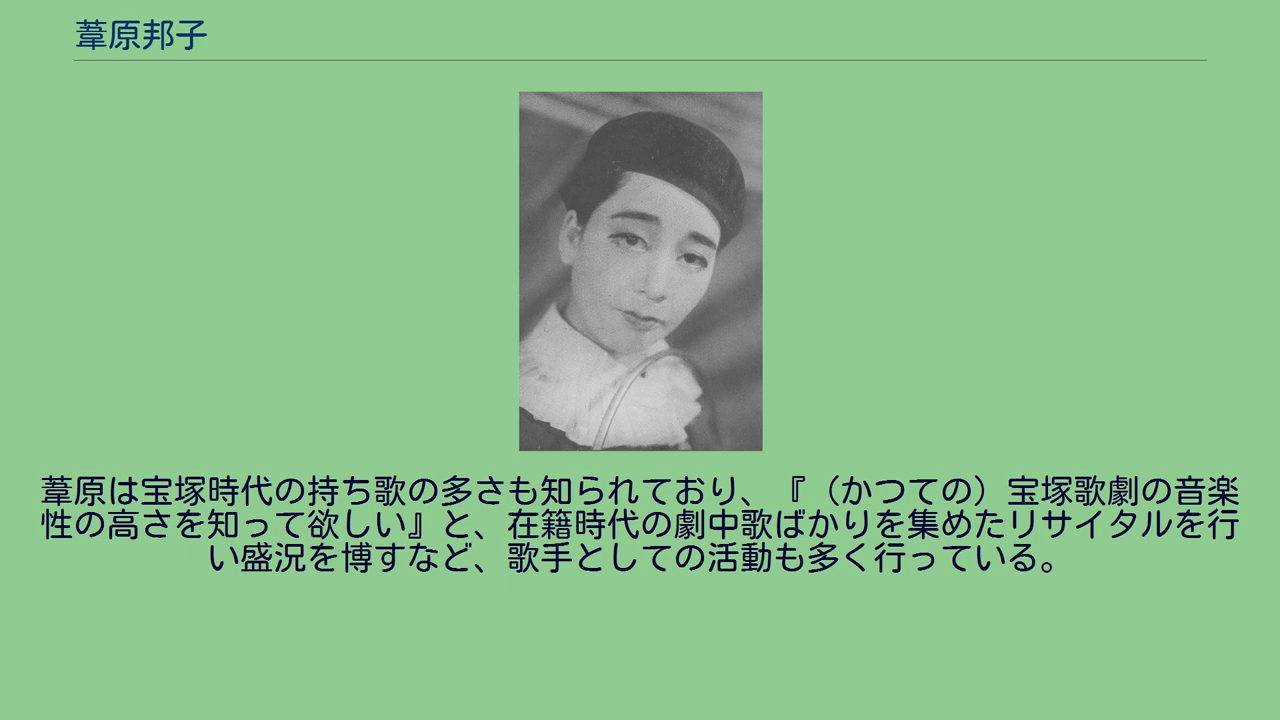 葦原邦子
葦原は宝塚時代の持ち歌の多さも知られており、『（かつての）宝塚歌劇の音楽
性の高さを知って欲しい』と、在籍時代の劇中歌ばかりを集めたリサイタルを行
い盛況を博すなど、歌手としての活動も多く行っている。